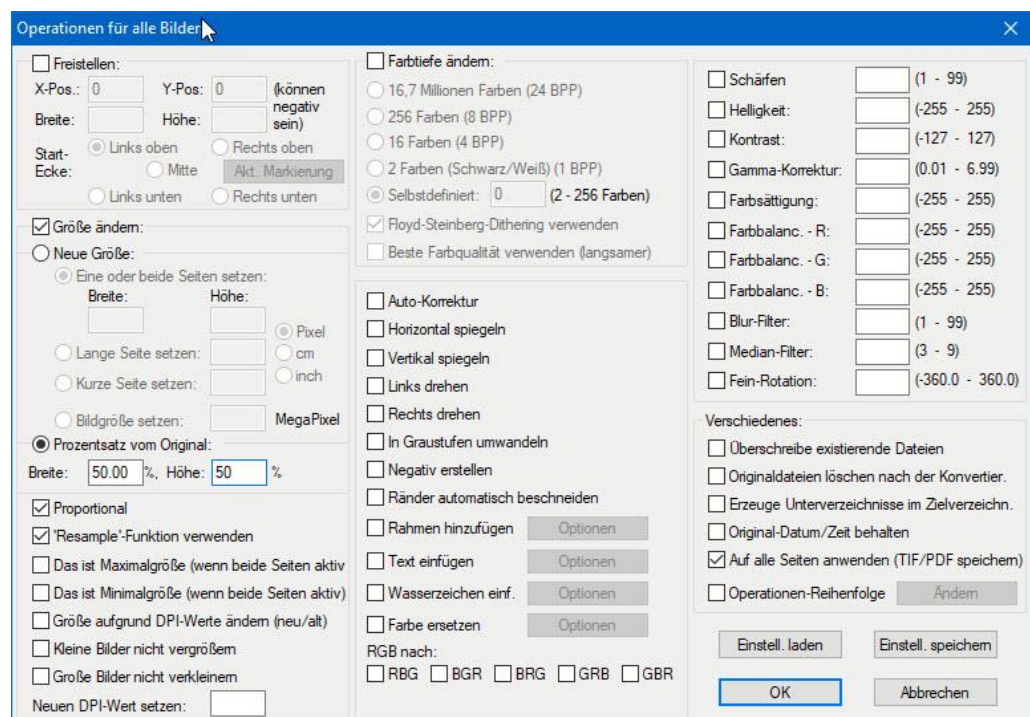 Operationen für alle Bilder
Freistellen:
X-Pos.: 0 Y-Pos: 0 (können negativ sein)
Breite: Höhe:
Start-Ecke: Links oben Rechts oben
Mitte Akt. Markierung
Links unten Rechts unten
Größe ändern:
Neue Größe:
Eine oder beide Seiten setzen:
Breite: Höhe:
Pixel
Lange Seite setzen: cm
Kurze Seite setzen: inch
Bildgröße setzen: MegaPixel
Prozentsatz vom Original:
Breite: 50.00 %, Höhe: 50 %
Proportional
'Resample'-Funktion verwenden
Das ist Maximalgröße (wenn beide Seiten aktiv
Das ist Minimalgröße (wenn beide Seiten aktiv)
Größe aufgrund DPI-Werte ändern (neu/alt)
Kleine Bilder nicht vergrößern
Große Bilder nicht verkleinern
Neuen DPI-Wert setzen:
Farbtiefe ändern:
16,7 Millionen Farben (24 BPP)
256 Farben (8 BPP)
16 Farben (4 BPP)
2 Farben (Schwarz/Weiß) (1 BPP)
Selbstdefiniert: 0 (2 - 256 Farben)
Floyd-Steinberg-Dithering verwenden
Beste Farbqualität verwenden (langsamer)
Auto-Korrektur
Horizontal spiegeln
Vertikal spiegeln
Links drehen
Rechts drehen
In Graustufen umwandeln
Negativ erstellen
Ränder automatisch beschneiden
Rahmen hinzufügen Optionen
Text einfügen Optionen
Wasserzeichen einf. Optionen
Farbe ersetzen Optionen
RGB nach:
RBG BGR BRG GRB GBR
Schärfen (1 - 99)
Helligkeit: (-255 - 255)
Kontrast: (-127 - 127)
Gamma-Korrektur: (0.01 - 6.99)
Farbsättigung: (-255 - 255)
Farbbalanc. - R: (-255 - 255)
Farbbalanc. - G: (-255 - 255)
Farbbalanc. - B: (-255 - 255)
Blur-Filter: (1 - 99)
Median-Filter: (3 - 9)
Fein-Rotation: (-360.0 - 360.0)
Verschiedenes:
Überschreibe existierende Dateien
Originaldateien löschen nach der Konvertier.
Erzeuge Unterverzeichnisse im Zielverzeichn.
Original-Datum/Zeit behalten
Auf alle Seiten anwenden (TIF/PDF speichern)
Operationen-Reihenfolge Ändern
Einstell. laden Einstell. speichern
OK Abbrechen